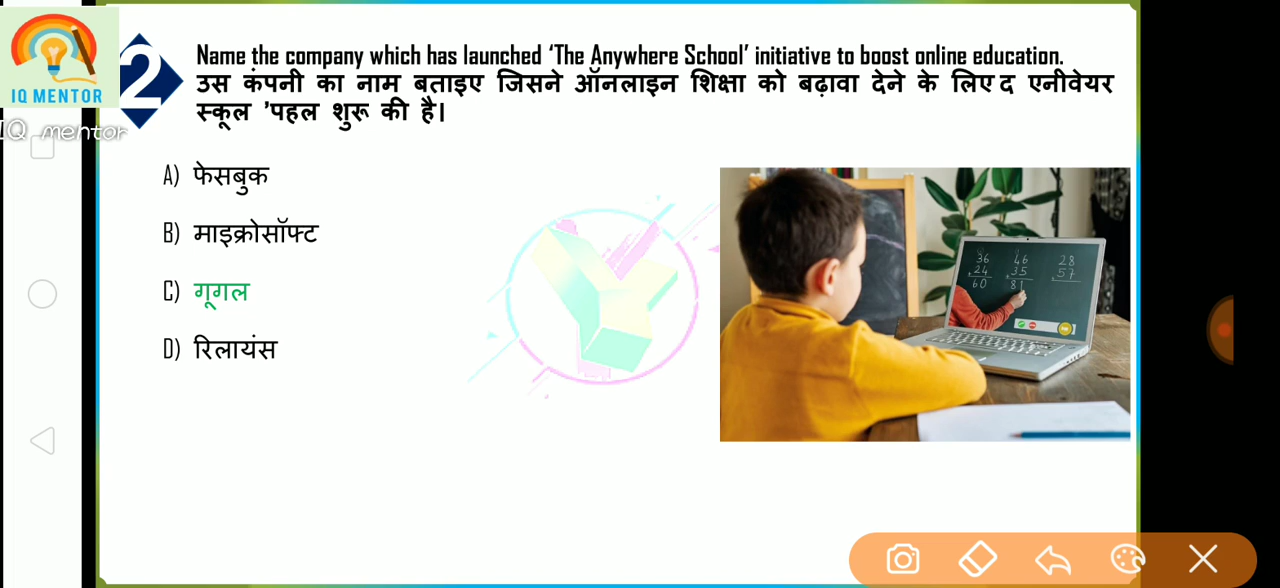 IQ MENTOR
IQ mentor
2
Name the company which has launched ‘The Anywhere School’ initiative to boost online education.
उस कंपनी का नाम बताइए जिसने ऑनलाइन शिक्षा को बढ़ावा देने के लिए द एनीवेयर
स्कूल ’पहल शुरू की है।
A) फेसबुक
B) माइक्रोसॉफ्ट
C) गूगल
D) रिलायंस
36 46 28
+24 +35 +57
60 81